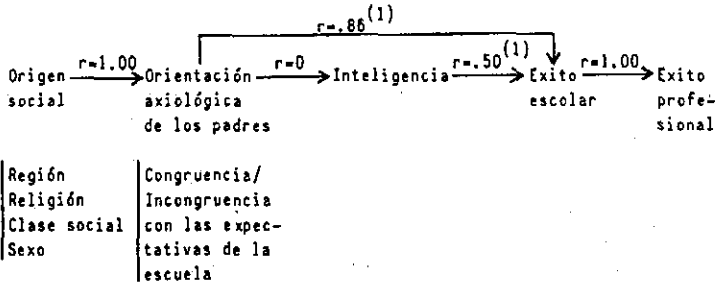 r=.86(1)
r=1.00 r=0 r=.50(1) r=1.00
Origen Orientación Inteligencia Exito Exito
social axiológica escolar profe-
de los padres sional
Región Congruencia/
Religión Incongruencia
Clase social con las expec-
Sexo tativas de la
escuela